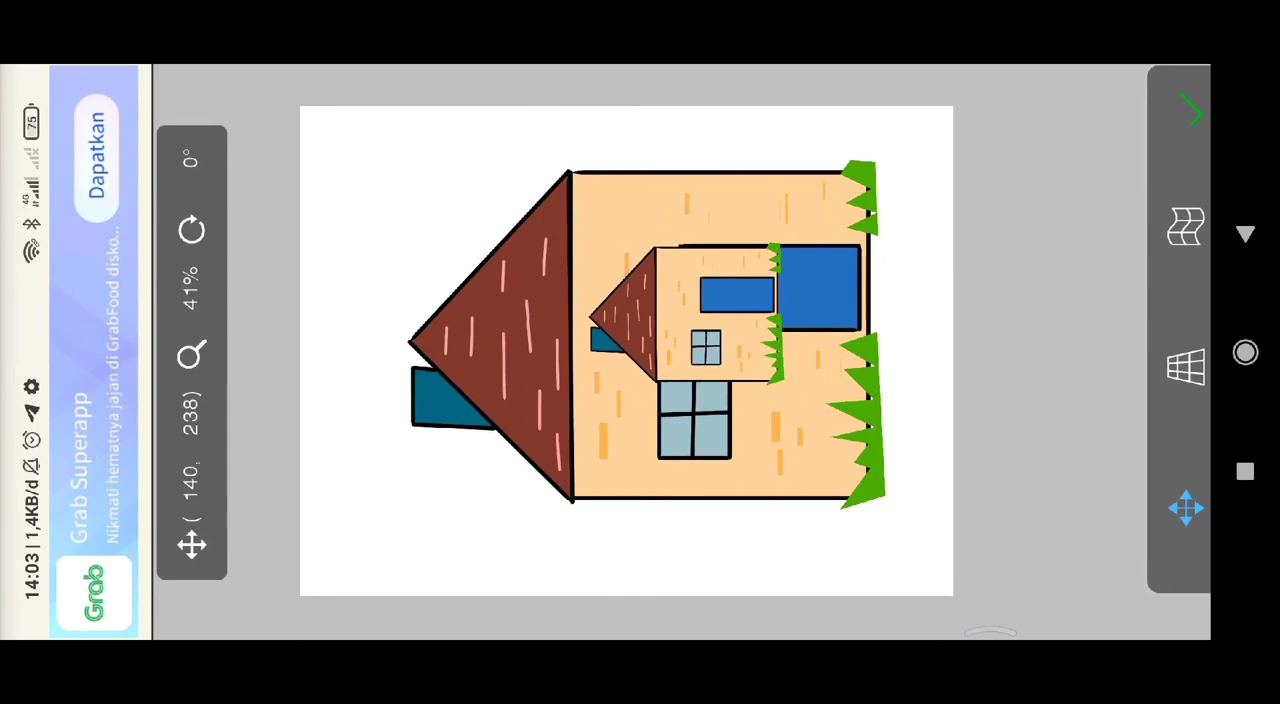 14:03 | 1,4KB/d
4G
75
Grab
Grab Superapp
Nikmati hematnya jajan di GrabFood disko...
Dapatkan
( 140, 238) 41% 0°